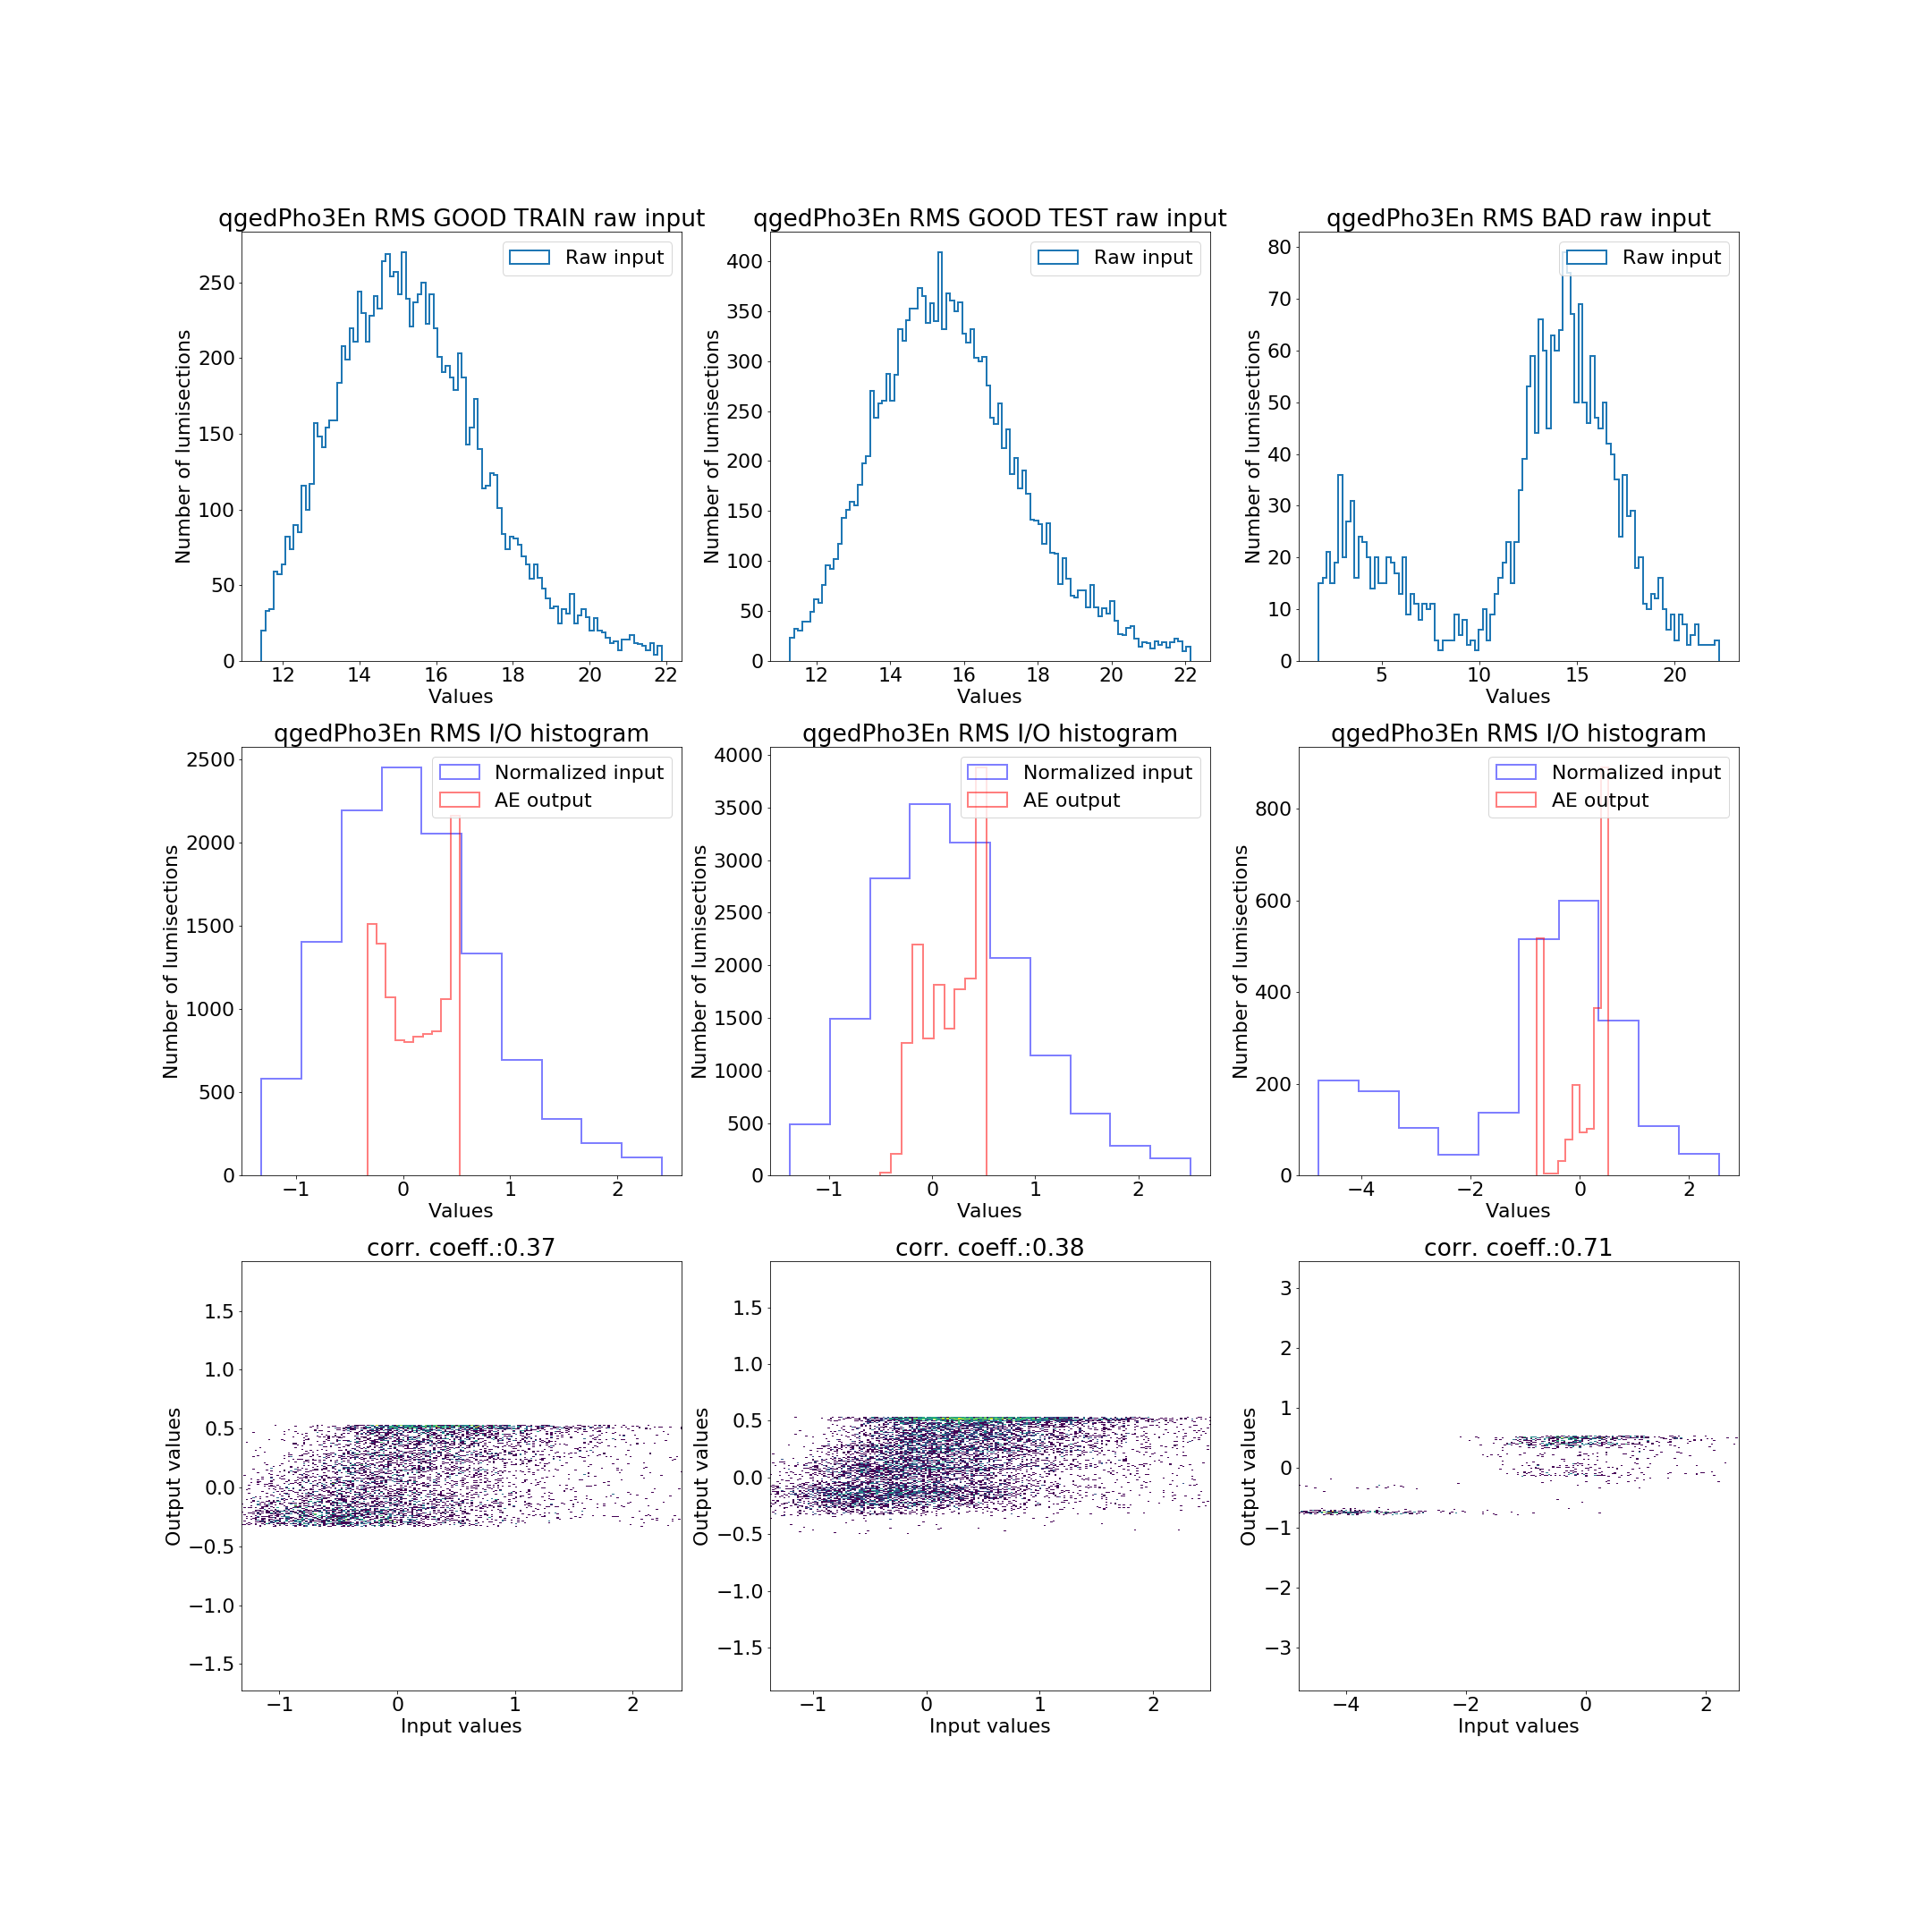 qgedPho3En RMS GOOD TRAIN raw input
Raw input
Number of lumisections
250
200
150
100
50
0
12 14 16 18 20 22
Values
qgedPho3En RMS GOOD TEST raw input
Raw input
Number of lumisections
400
350
300
250
200
150
100
50
0
12 14 16 18 20 22
Values
qgedPho3En RMS BAD raw input
Raw input
Number of lumisections
80
70
60
50
40
30
20
10
0
5 10 15 20
Values
qgedPho3En RMS I/O histogram
Normalized input
AE output
Number of lumisections
2500
2000
1500
1000
500
0
−1 0 1 2
Values
qgedPho3En RMS I/O histogram
Normalized input
AE output
Number of lumisections
4000
3500
3000
2500
2000
1500
1000
500
0
−1 0 1 2
Values
qgedPho3En RMS I/O histogram
Normalized input
AE output
Number of lumisections
800
600
400
200
0
−4 −2 0 2
Values
corr. coeff.:0.37
Output values
1.5
1.0
0.5
0.0
−0.5
−1.0
−1.5
−1 0 1 2
Input values
corr. coeff.:0.38
Output values
1.5
1.0
0.5
0.0
−0.5
−1.0
−1.5
−1 0 1 2
Input values
corr. coeff.:0.71
Output values
3
2
1
0
−1
−2
−3
−4 −2 0 2
Input values